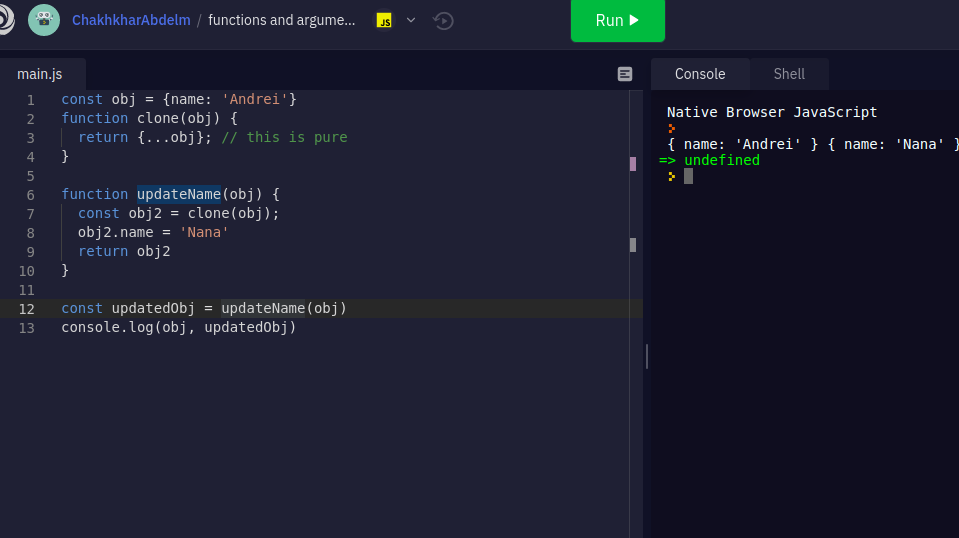 ChakhkharAbdelm / functions and argume... JS Run
main.js
Console Shell
1 const obj = {name: 'Andrei'}
2 function clone(obj) {
3 return {...obj}; // this is pure
4 }
5
6 function updateName(obj) {
7 const obj2 = clone(obj);
8 obj2.name = 'Nana'
9 return obj2
10 }
11
12 const updatedObj = updateName(obj)
13 console.log(obj, updatedObj)
Native Browser JavaScript
{ name: 'Andrei' } { name: 'Nana' }
=> undefined